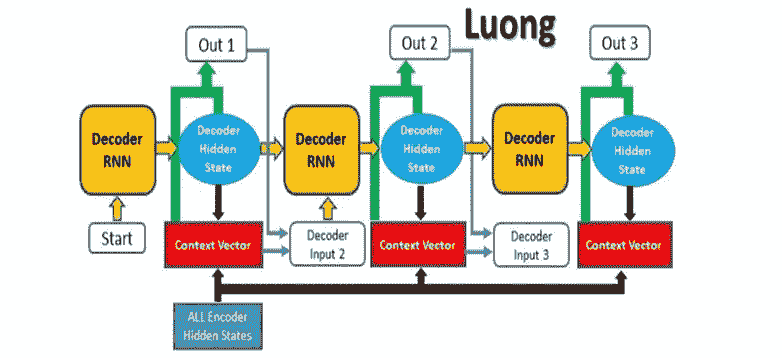 Luong
Out 1
Out 2
Out 3
Decoder
RNN
Decoder
Hidden
State
Decoder
RNN
Decoder
Hidden
State
Decoder
RNN
Decoder
Hidden
State
Start
Context Vector
Decoder
Input 2
Context Vector
Decoder
Input 3
Context Vector
ALL Encoder
Hidden States